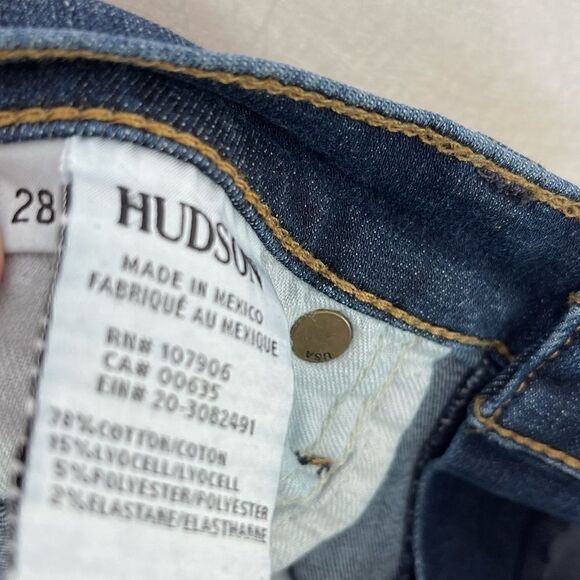 28
HUDSON
MADE IN MEXICO
FABRIQUÉ AU MEXIQUE
RN# 107906
CA# 00635
EIN# 20-3082491
78% COTTON/COTON
15% LYOCELL/LYOCELL
5% POLYESTER/POLYESTER
2% ELASTANE/ELASTHANNE
USA